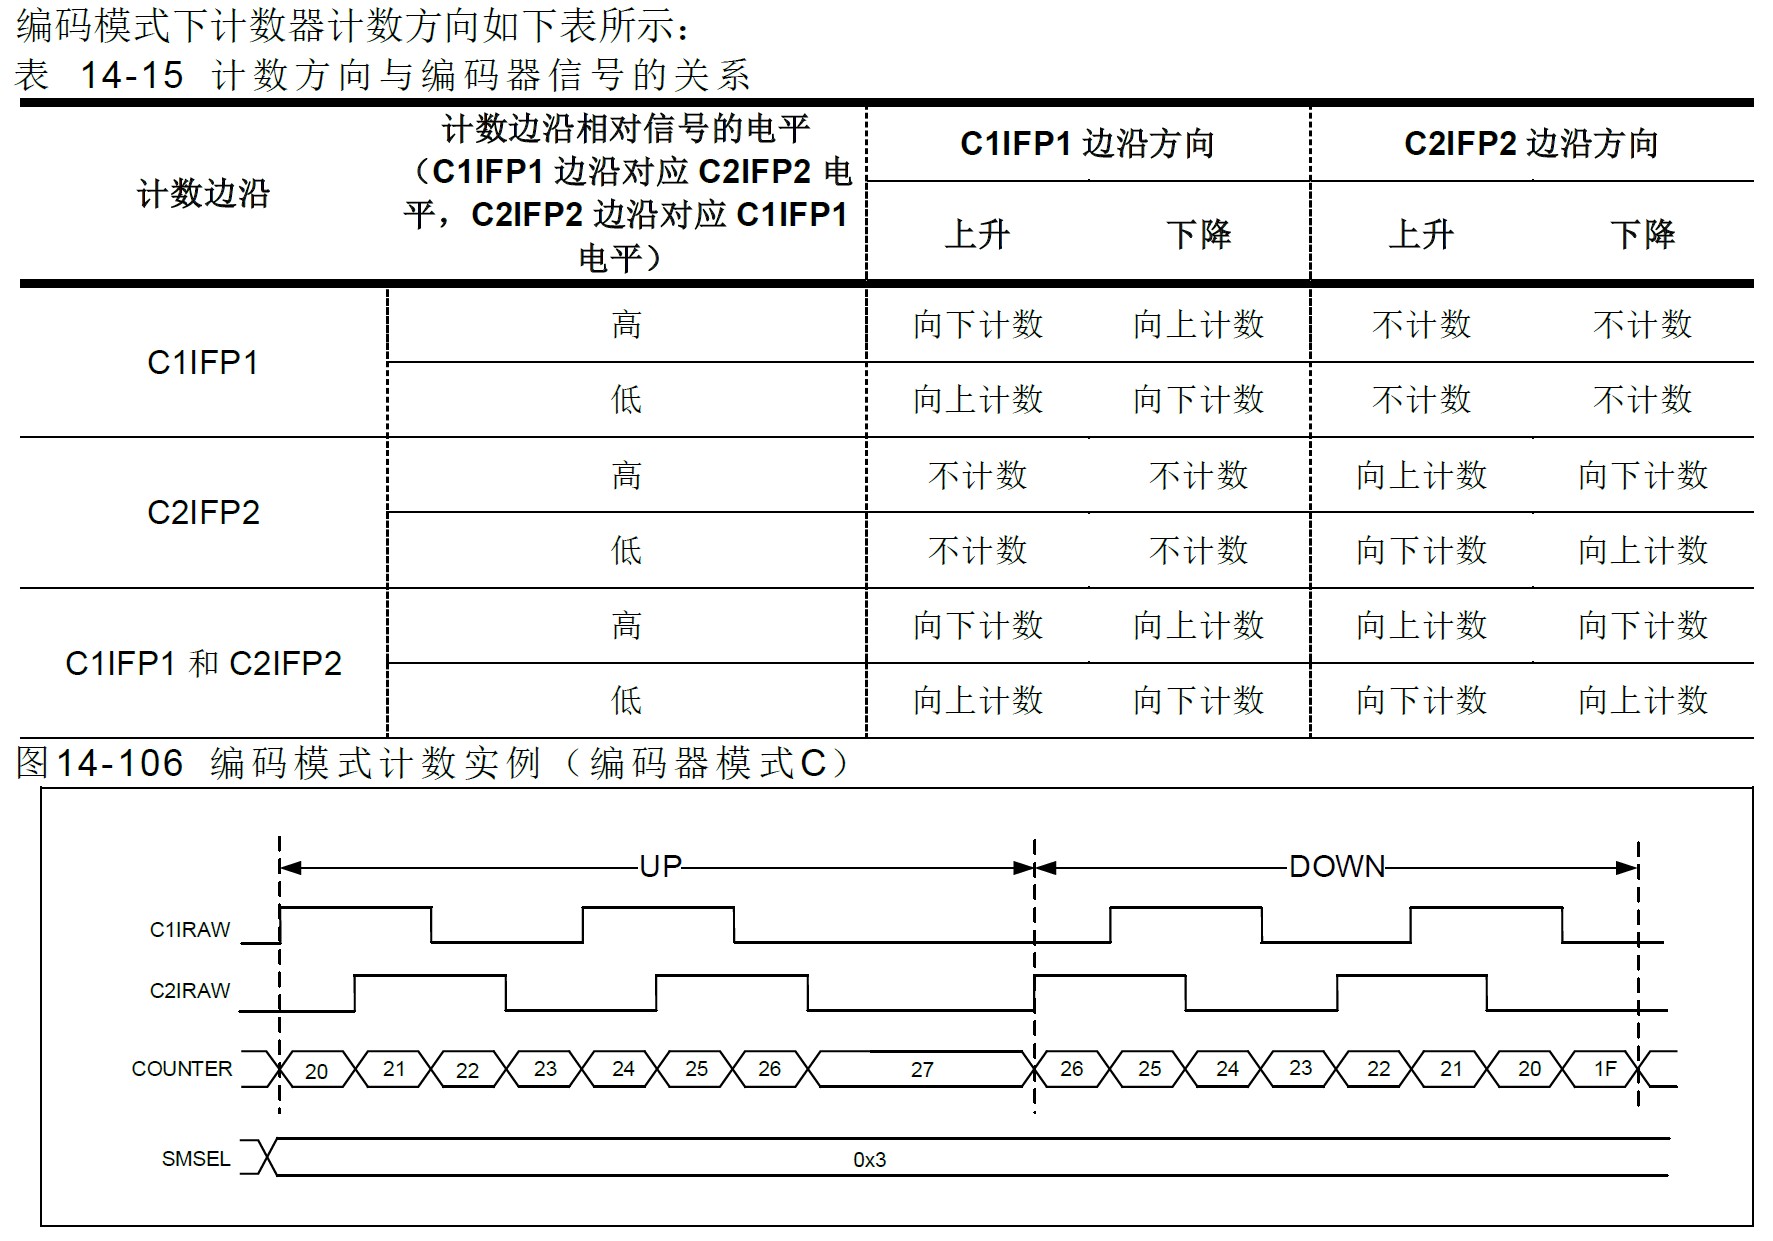 编码模式下计数器计数方向如下表所示：
表 14-15 计数方向与编码器信号的关系
计数边沿
计数边沿相对信号的电平
（C1IFP1 边沿对应 C2IFP2 电
平，C2IFP2 边沿对应 C1IFP1
电平）
C1IFP1 边沿方向
C2IFP2 边沿方向
上升 下降 上升 下降
C1IFP1
高 向下计数 向上计数 不计数 不计数
低 向上计数 向下计数 不计数 不计数
C2IFP2
高 不计数 不计数 向上计数 向下计数
低 不计数 不计数 向下计数 向上计数
C1IFP1 和 C2IFP2
高 向下计数 向上计数 向上计数 向下计数
低 向上计数 向下计数 向下计数 向上计数
图14-106 编码模式计数实例（编码器模式C）
UP DOWN
C1IRAW
C2IRAW
COUNTER 20 21 22 23 24 25 26 27 26 25 24 23 22 21 20 1F
SMSEL 0x3